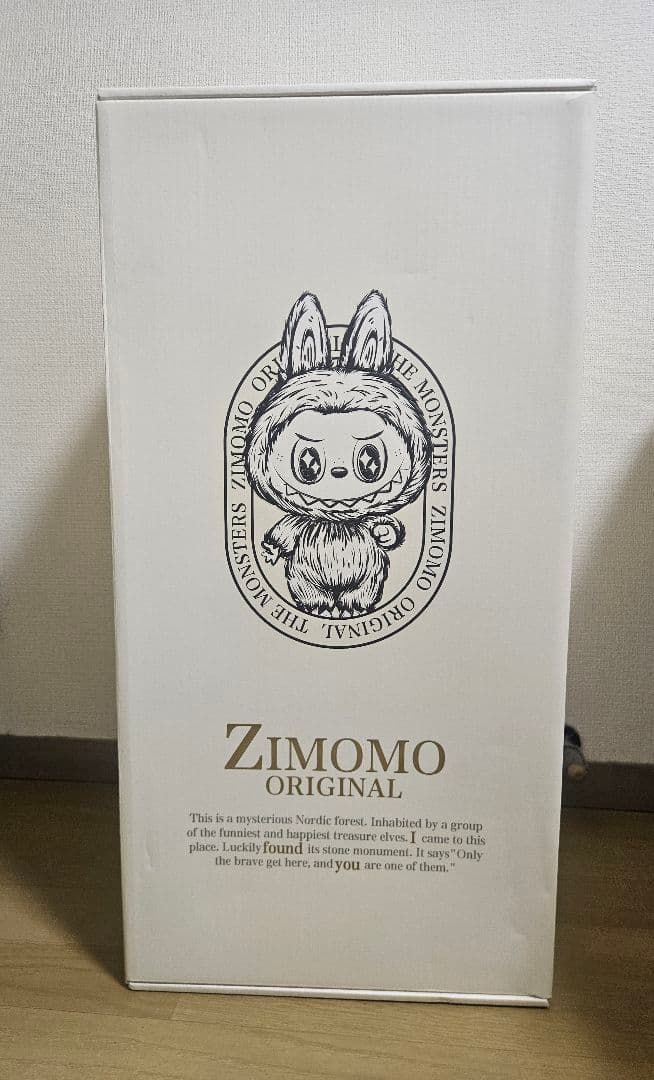 ZIMOMO ORI
THE MONSTERS ZIMOMO ORIGINAL THE MONSTERS
ZIMOMO
ORIGINAL
This is a mysterious Nordic forest. Inhabited by a group
of the funniest and happiest treasure elves. I came to this
place. Luckily found its stone monument. It says"Only
the brave get here, and you are one of them."